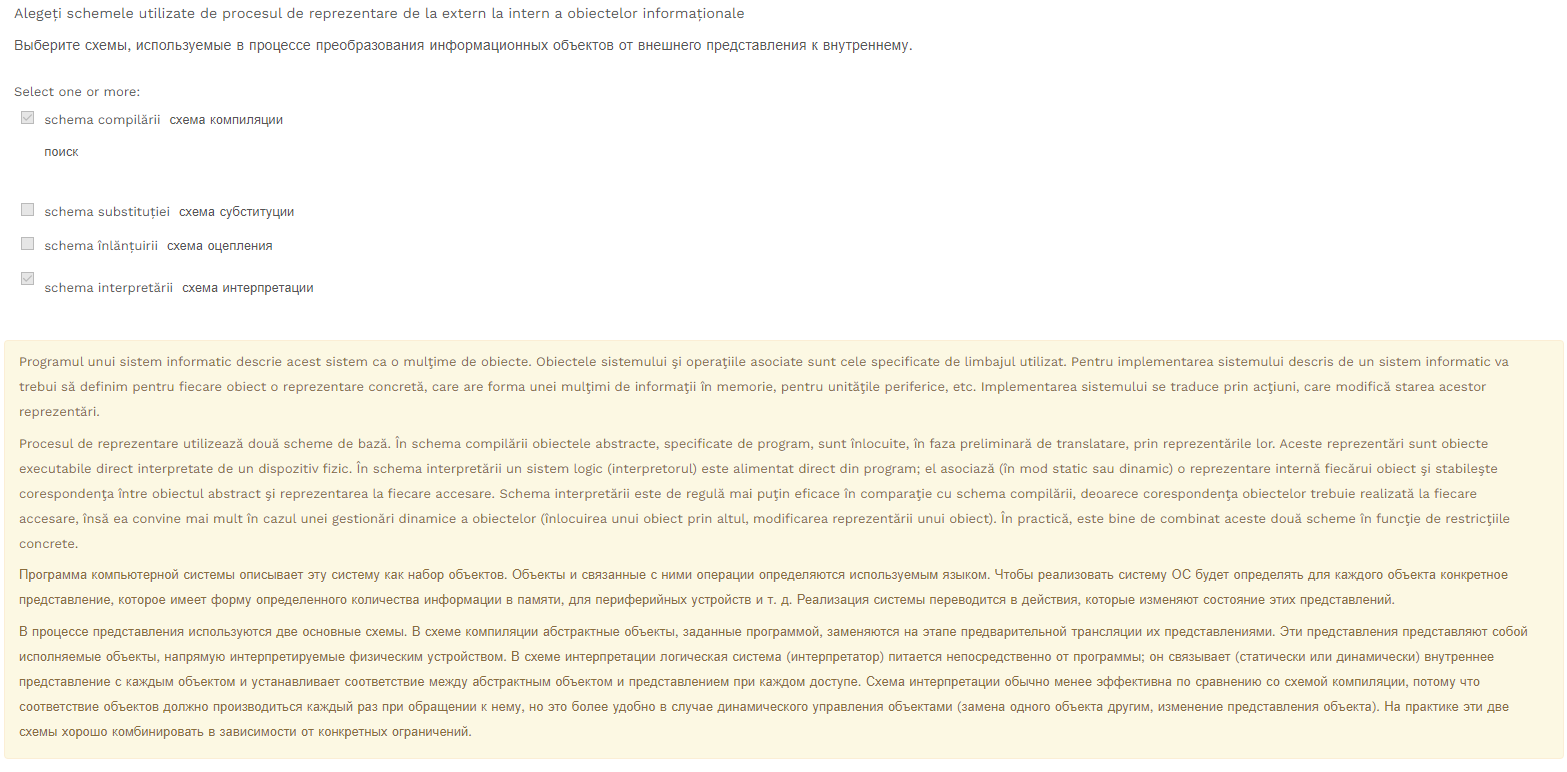 Alegeți schemele utilizate de procesul de reprezentare de la extern la intern a obiectelor informaționale
Выберите схемы, используемые в процессе преобразования информационных объектов от внешнего представления к внутреннему.
Select one or more:
schema compilării схема компиляции
поиск
schema substituției схема субституции
schema înlănțuirii схема оцепления
schema interpretării схема интерпретации
Programul unui sistem informatic descrie acest sistem ca o mulţime de obiecte. Obiectele sistemului şi operaţiile asociate sunt cele specificate de limbajul utilizat. Pentru implementarea sistemului descris de un sistem informatic va
trebui să definim pentru fiecare obiect o reprezentare concretă, care are forma unei mulţimi de informaţii în memorie, pentru unităţile periferice, etc. Implementarea sistemului se traduce prin acţiuni, care modifică starea acestor
reprezentări.
Procesul de reprezentare utilizează două scheme de bază. În schema compilării obiectele abstracte, specificate de program, sunt înlocuite, în faza preliminară de translatare, prin reprezentările lor. Aceste reprezentări sunt obiecte
executabile direct interpretate de un dispozitiv fizic. În schema interpretării un sistem logic (interpretorul) este alimentat direct din program; el asociază (în mod static sau dinamic) o reprezentare internă fiecărui obiect şi stabileşte
corespondenţa între obiectul abstract şi reprezentarea la fiecare accesare. Schema interpretării este de regulă mai puţin eficace în comparaţie cu schema compilării, deoarece corespondenţa obiectelor trebuie realizată la fiecare
accesare, însă ea convine mai mult în cazul unei gestionări dinamice a obiectelor (înlocuirea unui obiect prin altul, modificarea reprezentării unui obiect). În practică, este bine de combinat aceste două scheme în funcţie de restricţiile
concrete.
Программа компьютерной системы описывает эту систему как набор объектов. Объекты и связанные с ними операции определяются используемым языком. Чтобы реализовать систему ОС будет определять для каждого объекта конкретное
представление, которое имеет форму определенного количества информации в памяти, для периферийных устройств и т. д. Реализация системы переводится в действия, которые изменяют состояние этих представлений.
В процессе представления используются две основные схемы. В схеме компиляции абстрактные объекты, заданные программой, заменяются на этапе предварительной трансляции их представлениями. Эти представления представляют собой
исполняемые объекты, напрямую интерпретируемые физическим устройством. В схеме интерпретации логическая система (интерпретатор) питается непосредственно от программы; он связывает (статически или динамически) внутреннее
представление с каждым объектом и устанавливает соответствие между абстрактным объектом и представлением при каждом доступе. Схема интерпретации обычно менее эффективна по сравнению со схемой компиляции, потому что
соответствие объектов должно производиться каждый раз при обращении к нему, но это более удобно в случае динамического управления объектами (замена одного объекта другим, изменение представления объекта). На практике эти две
схемы хорошо комбинировать в зависимости от конкретных ограничений.